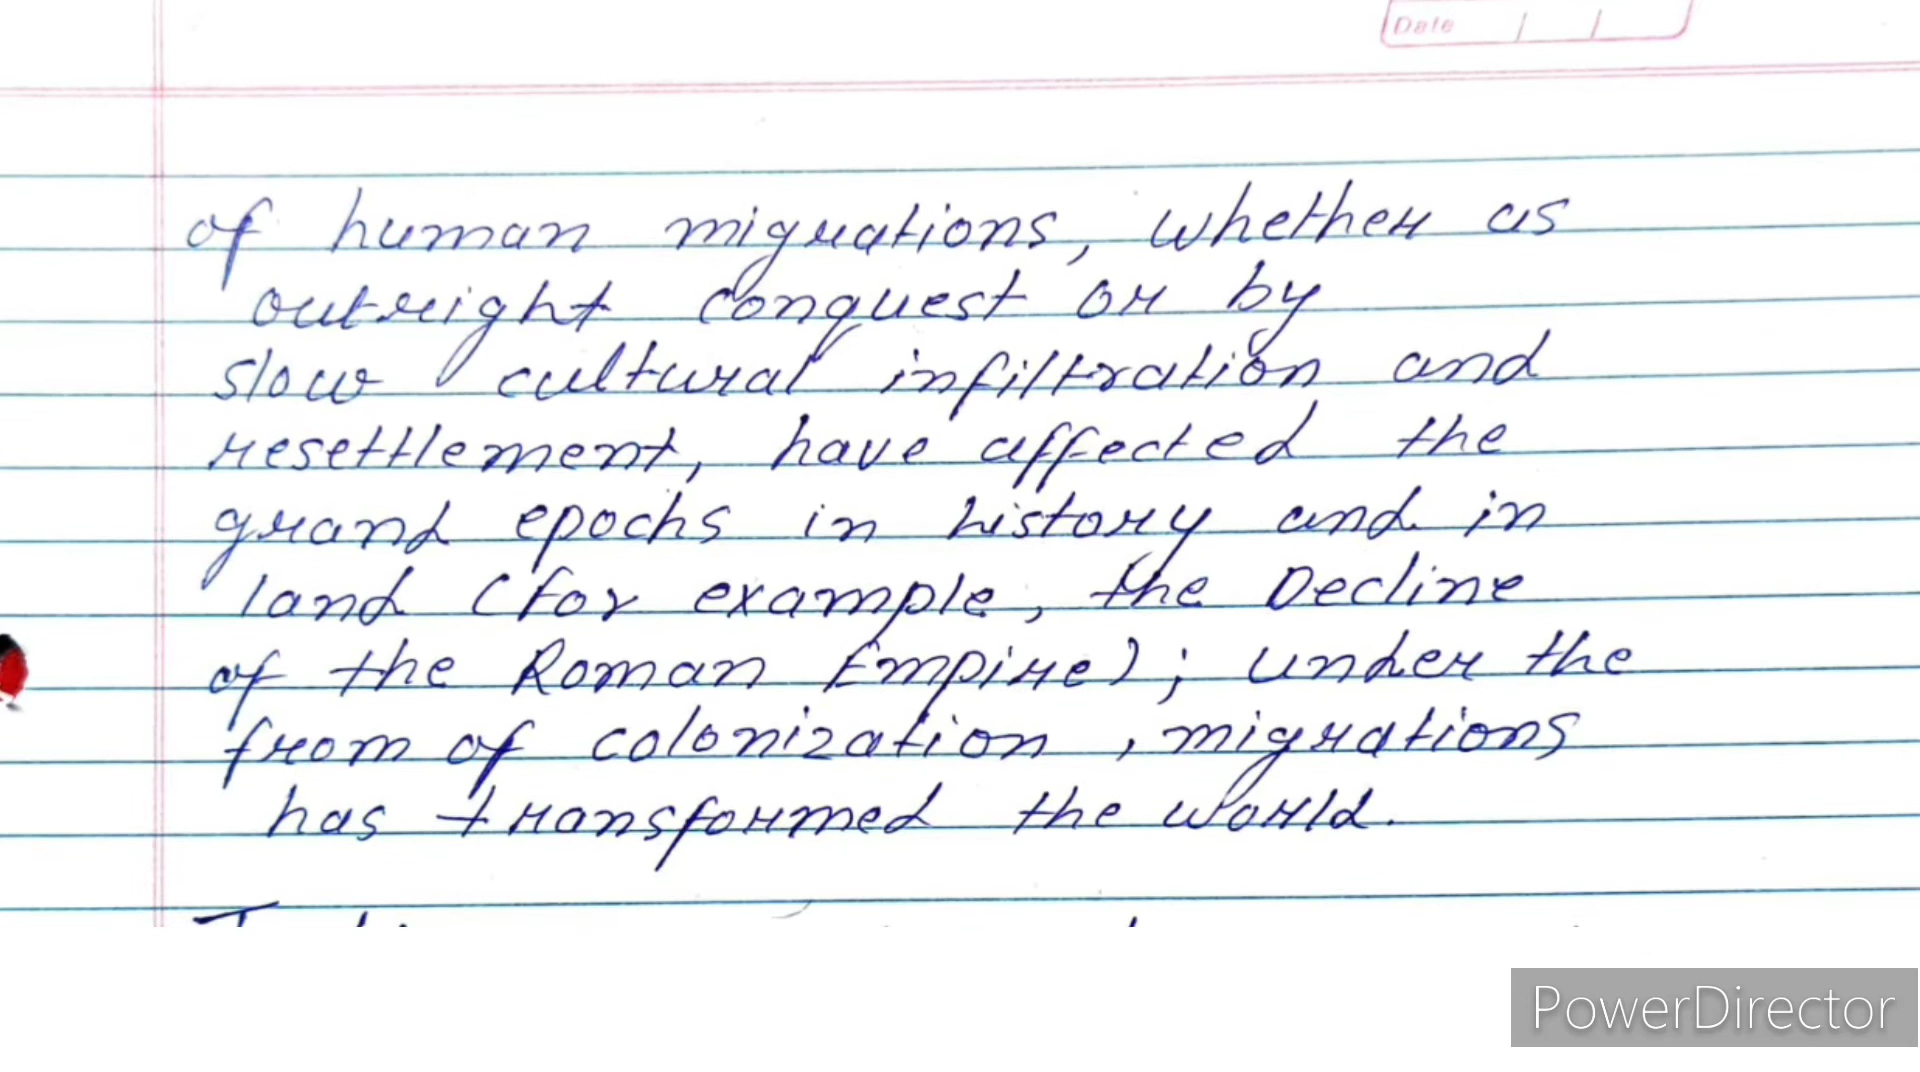 Date
of human migrations, whether as
outright conquest or by
slow cultural infiltration and
resettlement, have affected the
grand epochs in history and in
land (for example, the Decline
of the Roman Empire); under the
from of colonization, migrations
has transformed the world.
PowerDirector